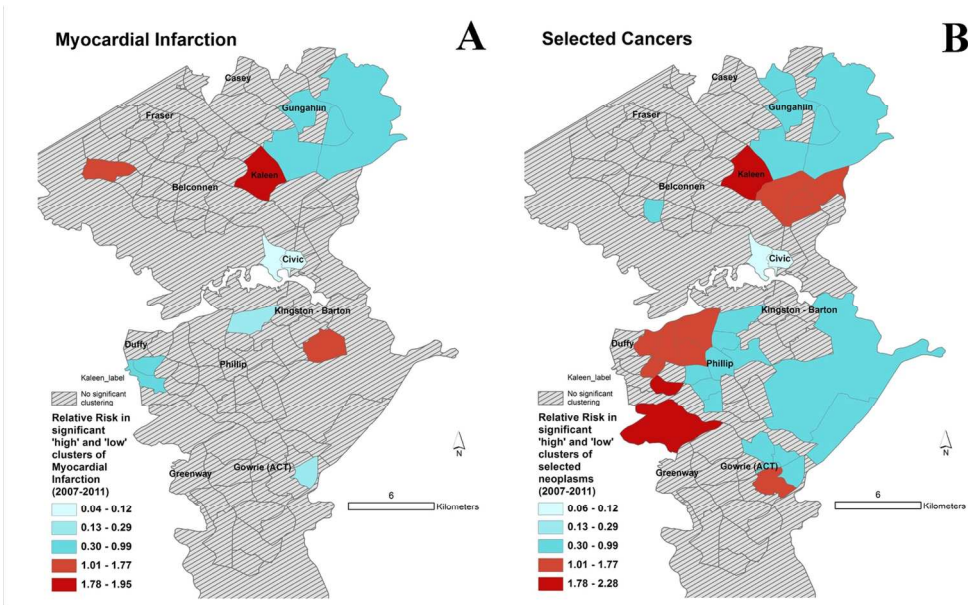 Myocardial Infarction
A
Casey
Gungahlin
Fraser
Kaleen
Belconnen
Civic
Kingston - Barton
Duffy
Phillip
Kaleen_label
No significant
clustering
Relative Risk in
significant
'high' and 'low'
clusters of
Myocardial
Infarction
(2007-2011)
Greenway
Gowrie (ACT)
N
6
Kilometers
0.04 - 0.12
0.13 - 0.29
0.30 - 0.99
1.01 - 1.77
1.78 - 1.95
Selected Cancers
B
Casey
Gungahlin
Fraser
Kaleen
Belconnen
Civic
Kingston - Barton
Duffy
Phillip
Kaleen_label
No significant
clustering
Relative Risk in
significant
'high' and 'low'
clusters of
selected
neoplasms
(2007-2011)
Greenway
Gowrie (ACT)
N
6
Kilometers
0.06 - 0.12
0.13 - 0.29
0.30 - 0.99
1.01 - 1.77
1.78 - 2.28